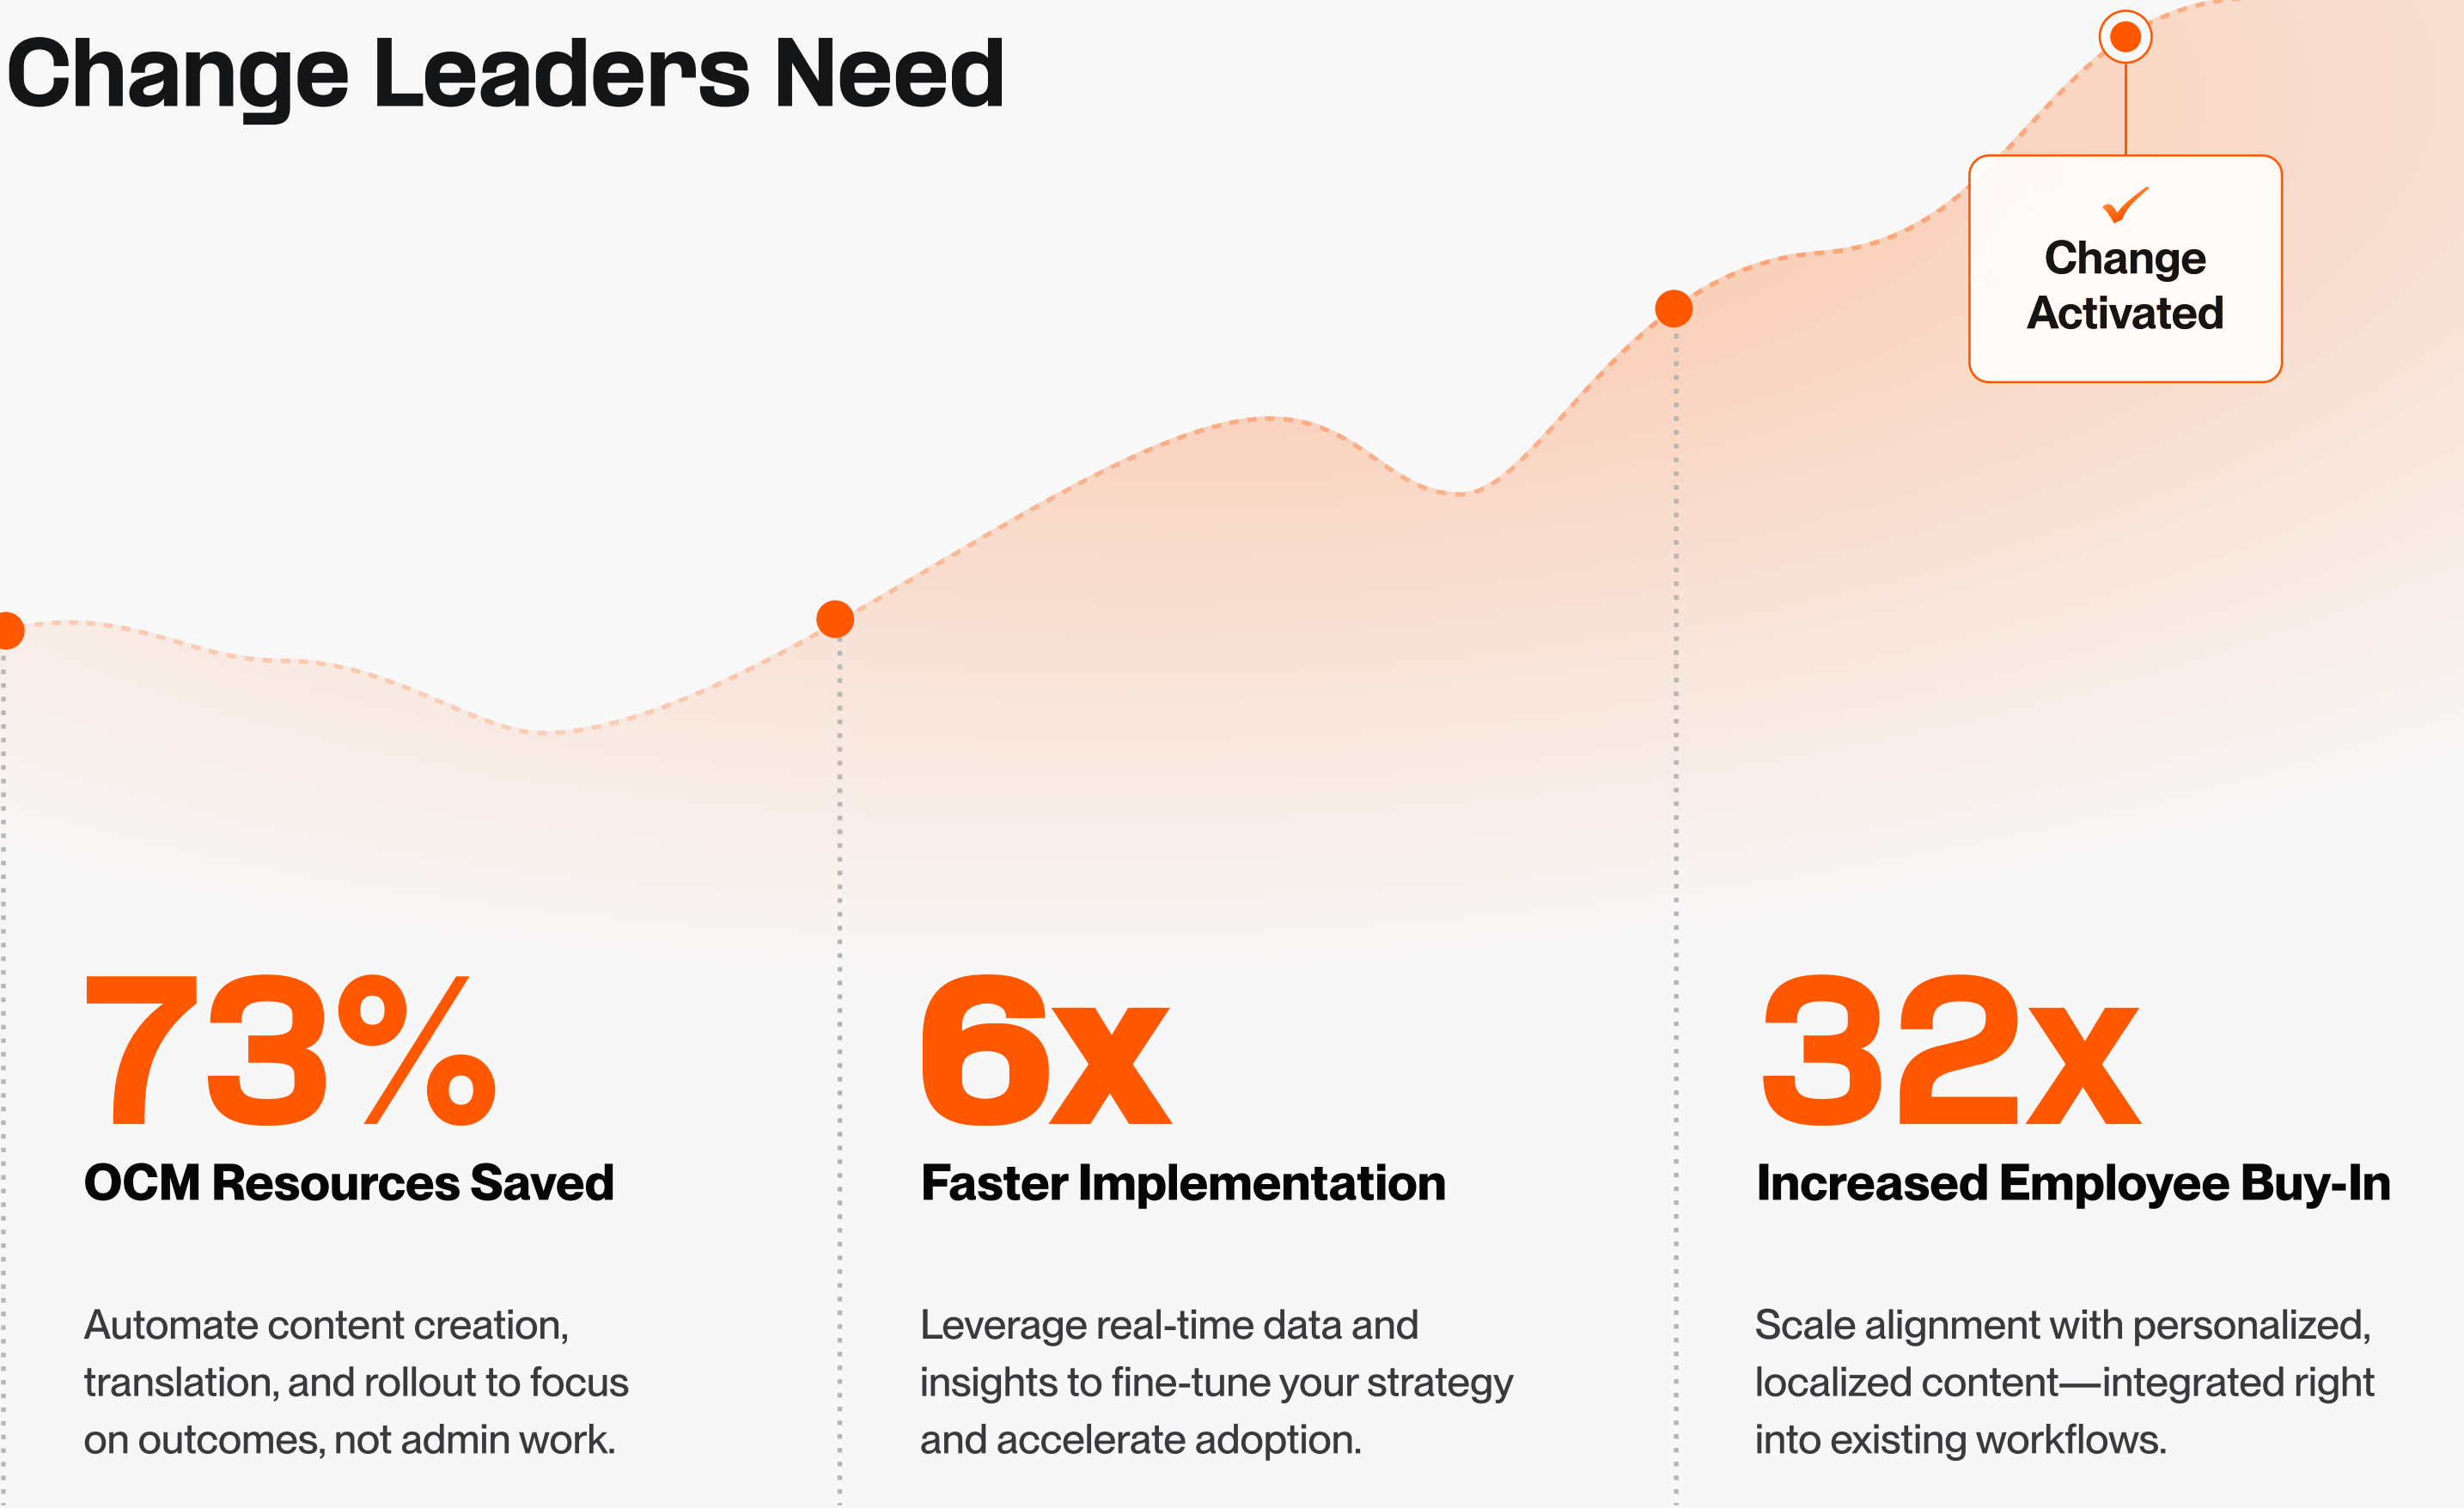 Change Leaders Need
Change
Activated
73%
OCM Resources Saved
Automate content creation,
translation, and rollout to focus
on outcomes, not admin work.
6x
Faster Implementation
Leverage real-time data and
insights to fine-tune your strategy
and accelerate adoption.
32x
Increased Employee Buy-In
Scale alignment with personalized,
localized content—integrated right
into existing workflows.